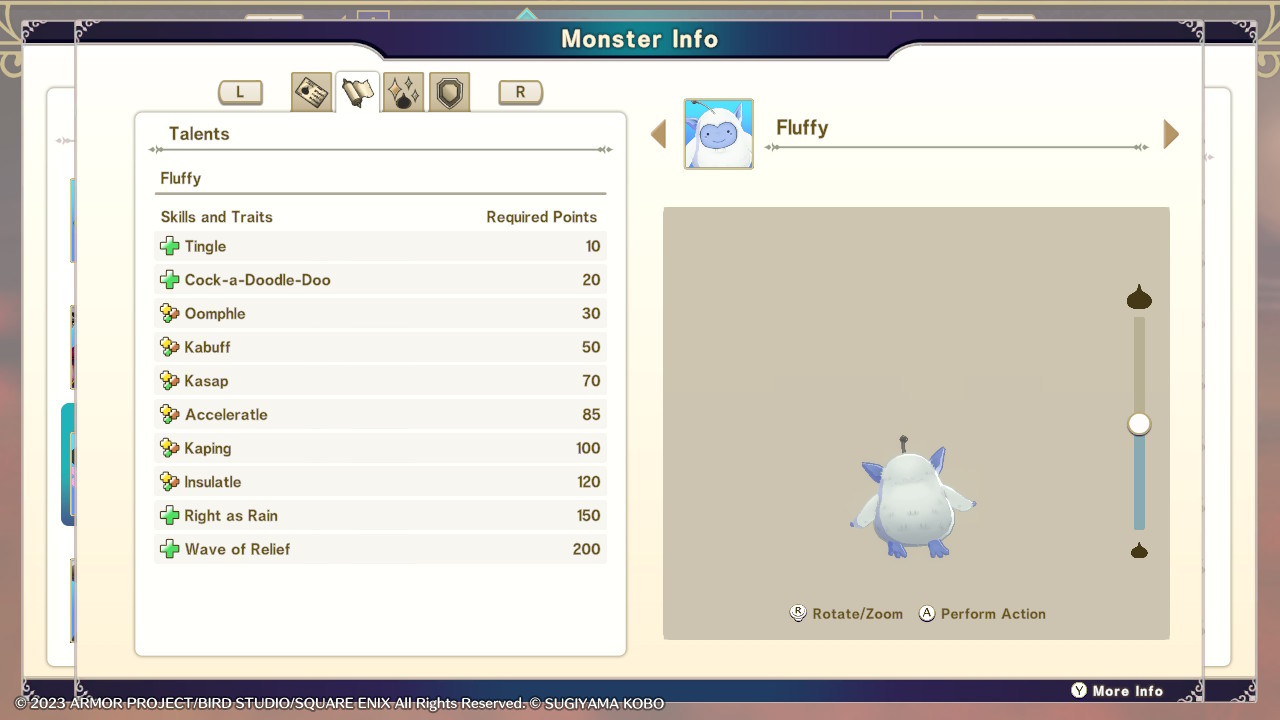 Monster Info
L
R
Talents
Fluffy
Fluffy
Skills and Traits Required Points
Tingle 10
Cock-a-Doodle-Doo 20
Oomphle 30
Kabuff 50
Kasap 70
Acceleratle 85
Kaping 100
Insulatle 120
Right as Rain 150
Wave of Relief 200
R Rotate/Zoom A Perform Action
Y More Info
© 2023 ARMOR PROJECT/BIRD STUDIO/SQUARE ENIX All Rights Reserved. © SUGIYAMA KOBO